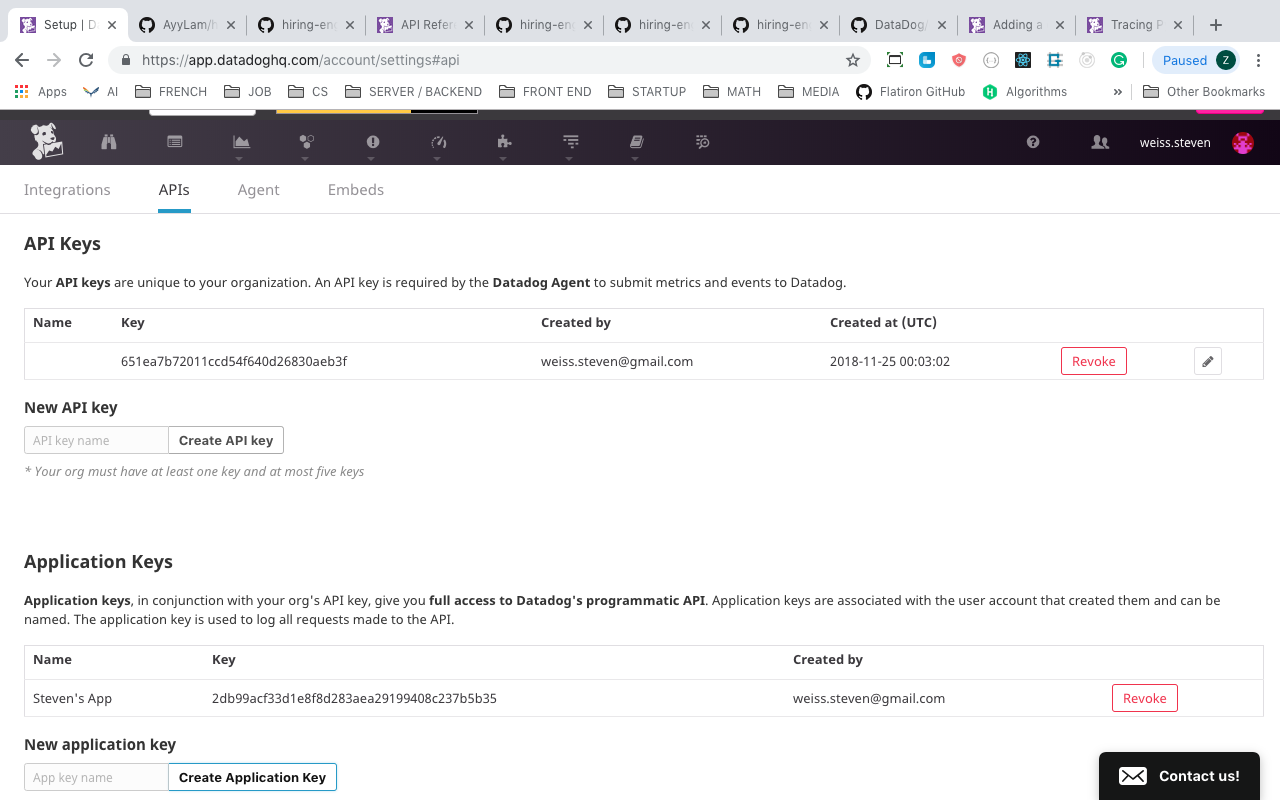 Setup | D
AyyLam/h
hiring-eng
API Refer
hiring-eng
hiring-eng
hiring-eng
DataDog/
Adding a
Tracing P
https://app.datadoghq.com/account/settings#api
Paused
Z
Apps
AI
FRENCH
JOB
CS
SERVER / BACKEND
FRONT END
STARTUP
MATH
MEDIA
Flatiron GitHub
Algorithms
»
Other Bookmarks
weiss.steven
Integrations
APIs
Agent
Embeds
API Keys
Your API keys are unique to your organization. An API key is required by the Datadog Agent to submit metrics and events to Datadog.
Name Key Created by Created at (UTC)
651ea7b72011ccd54f640d26830aeb3f weiss.steven@gmail.com 2018-11-25 00:03:02 Revoke
New API key
API key name Create API key
* Your org must have at least one key and at most five keys
Application Keys
Application keys, in conjunction with your org's API key, give you full access to Datadog's programmatic API. Application keys are associated with the user account that created them and can be
named. The application key is used to log all requests made to the API.
Name Key Created by
Steven's App 2db99acf33d1e8f8d283aea29199408c237b5b35 weiss.steven@gmail.com Revoke
New application key
App key name Create Application Key
Contact us!